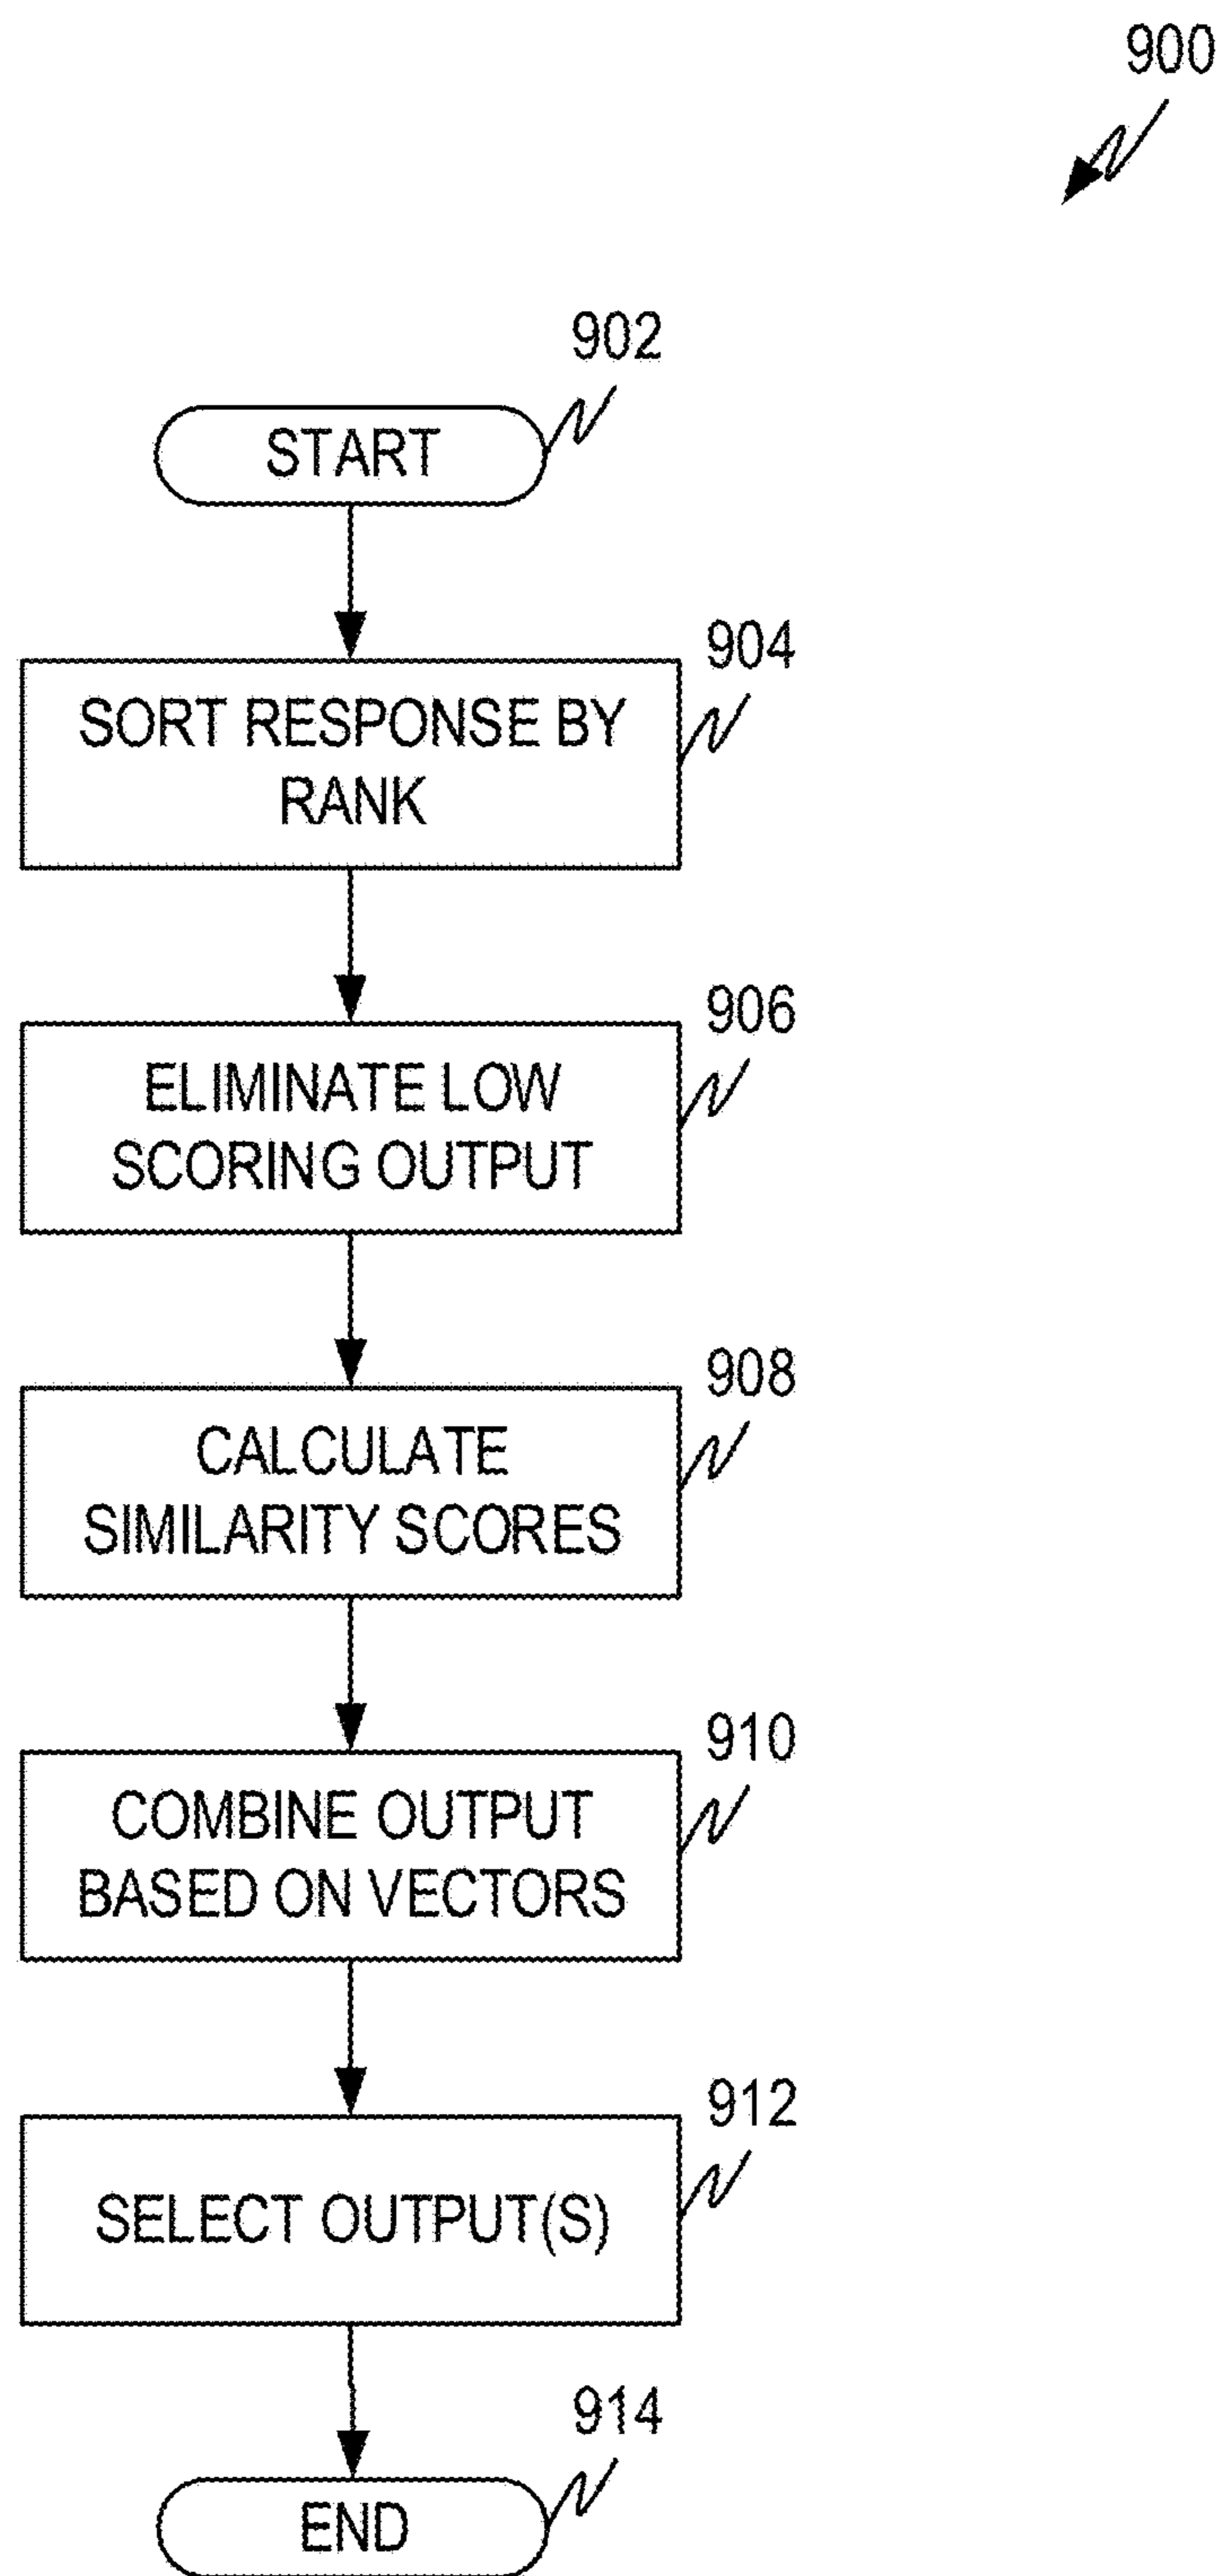 900
902
START
904
SORT RESPONSE BY
RANK
906
ELIMINATE LOW
SCORING OUTPUT
908
CALCULATE
SIMILARITY SCORES
910
COMBINE OUTPUT
BASED ON VECTORS
912
SELECT OUTPUT(S)
914
END